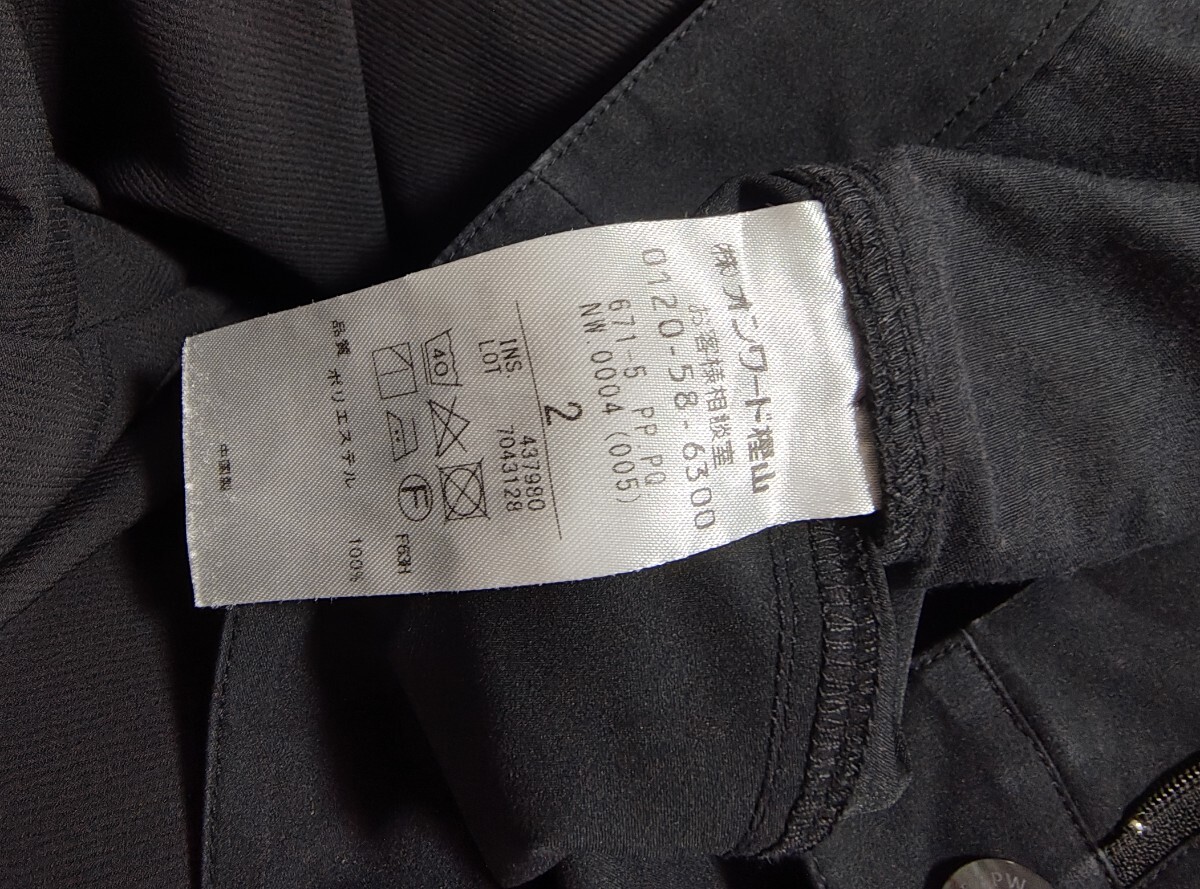 (株)オンワード樫山
お客様相談室
0120-58-6300
671-5 PP PQ
NW 0004 (005)
2
INS 437980
LOT 7043128
40
F
F63H
品質 ポリエステル 100%
中国製
PW